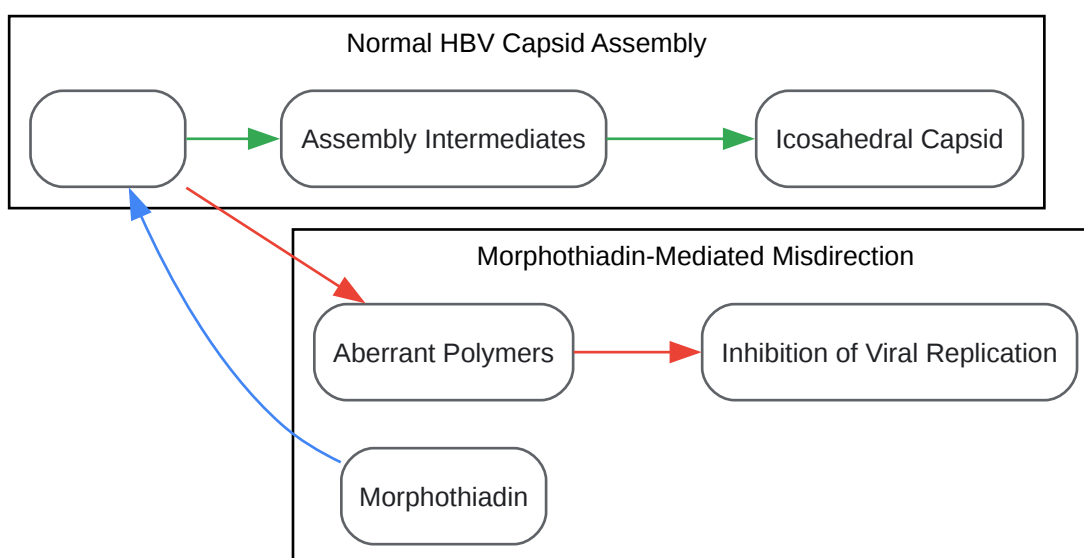 Normal HBV Capsid Assembly
Assembly Intermediates
Icosahedral Capsid
Morphothiadin-Mediated Misdirection
Aberrant Polymers
Inhibition of Viral Replication
Morphothiadin